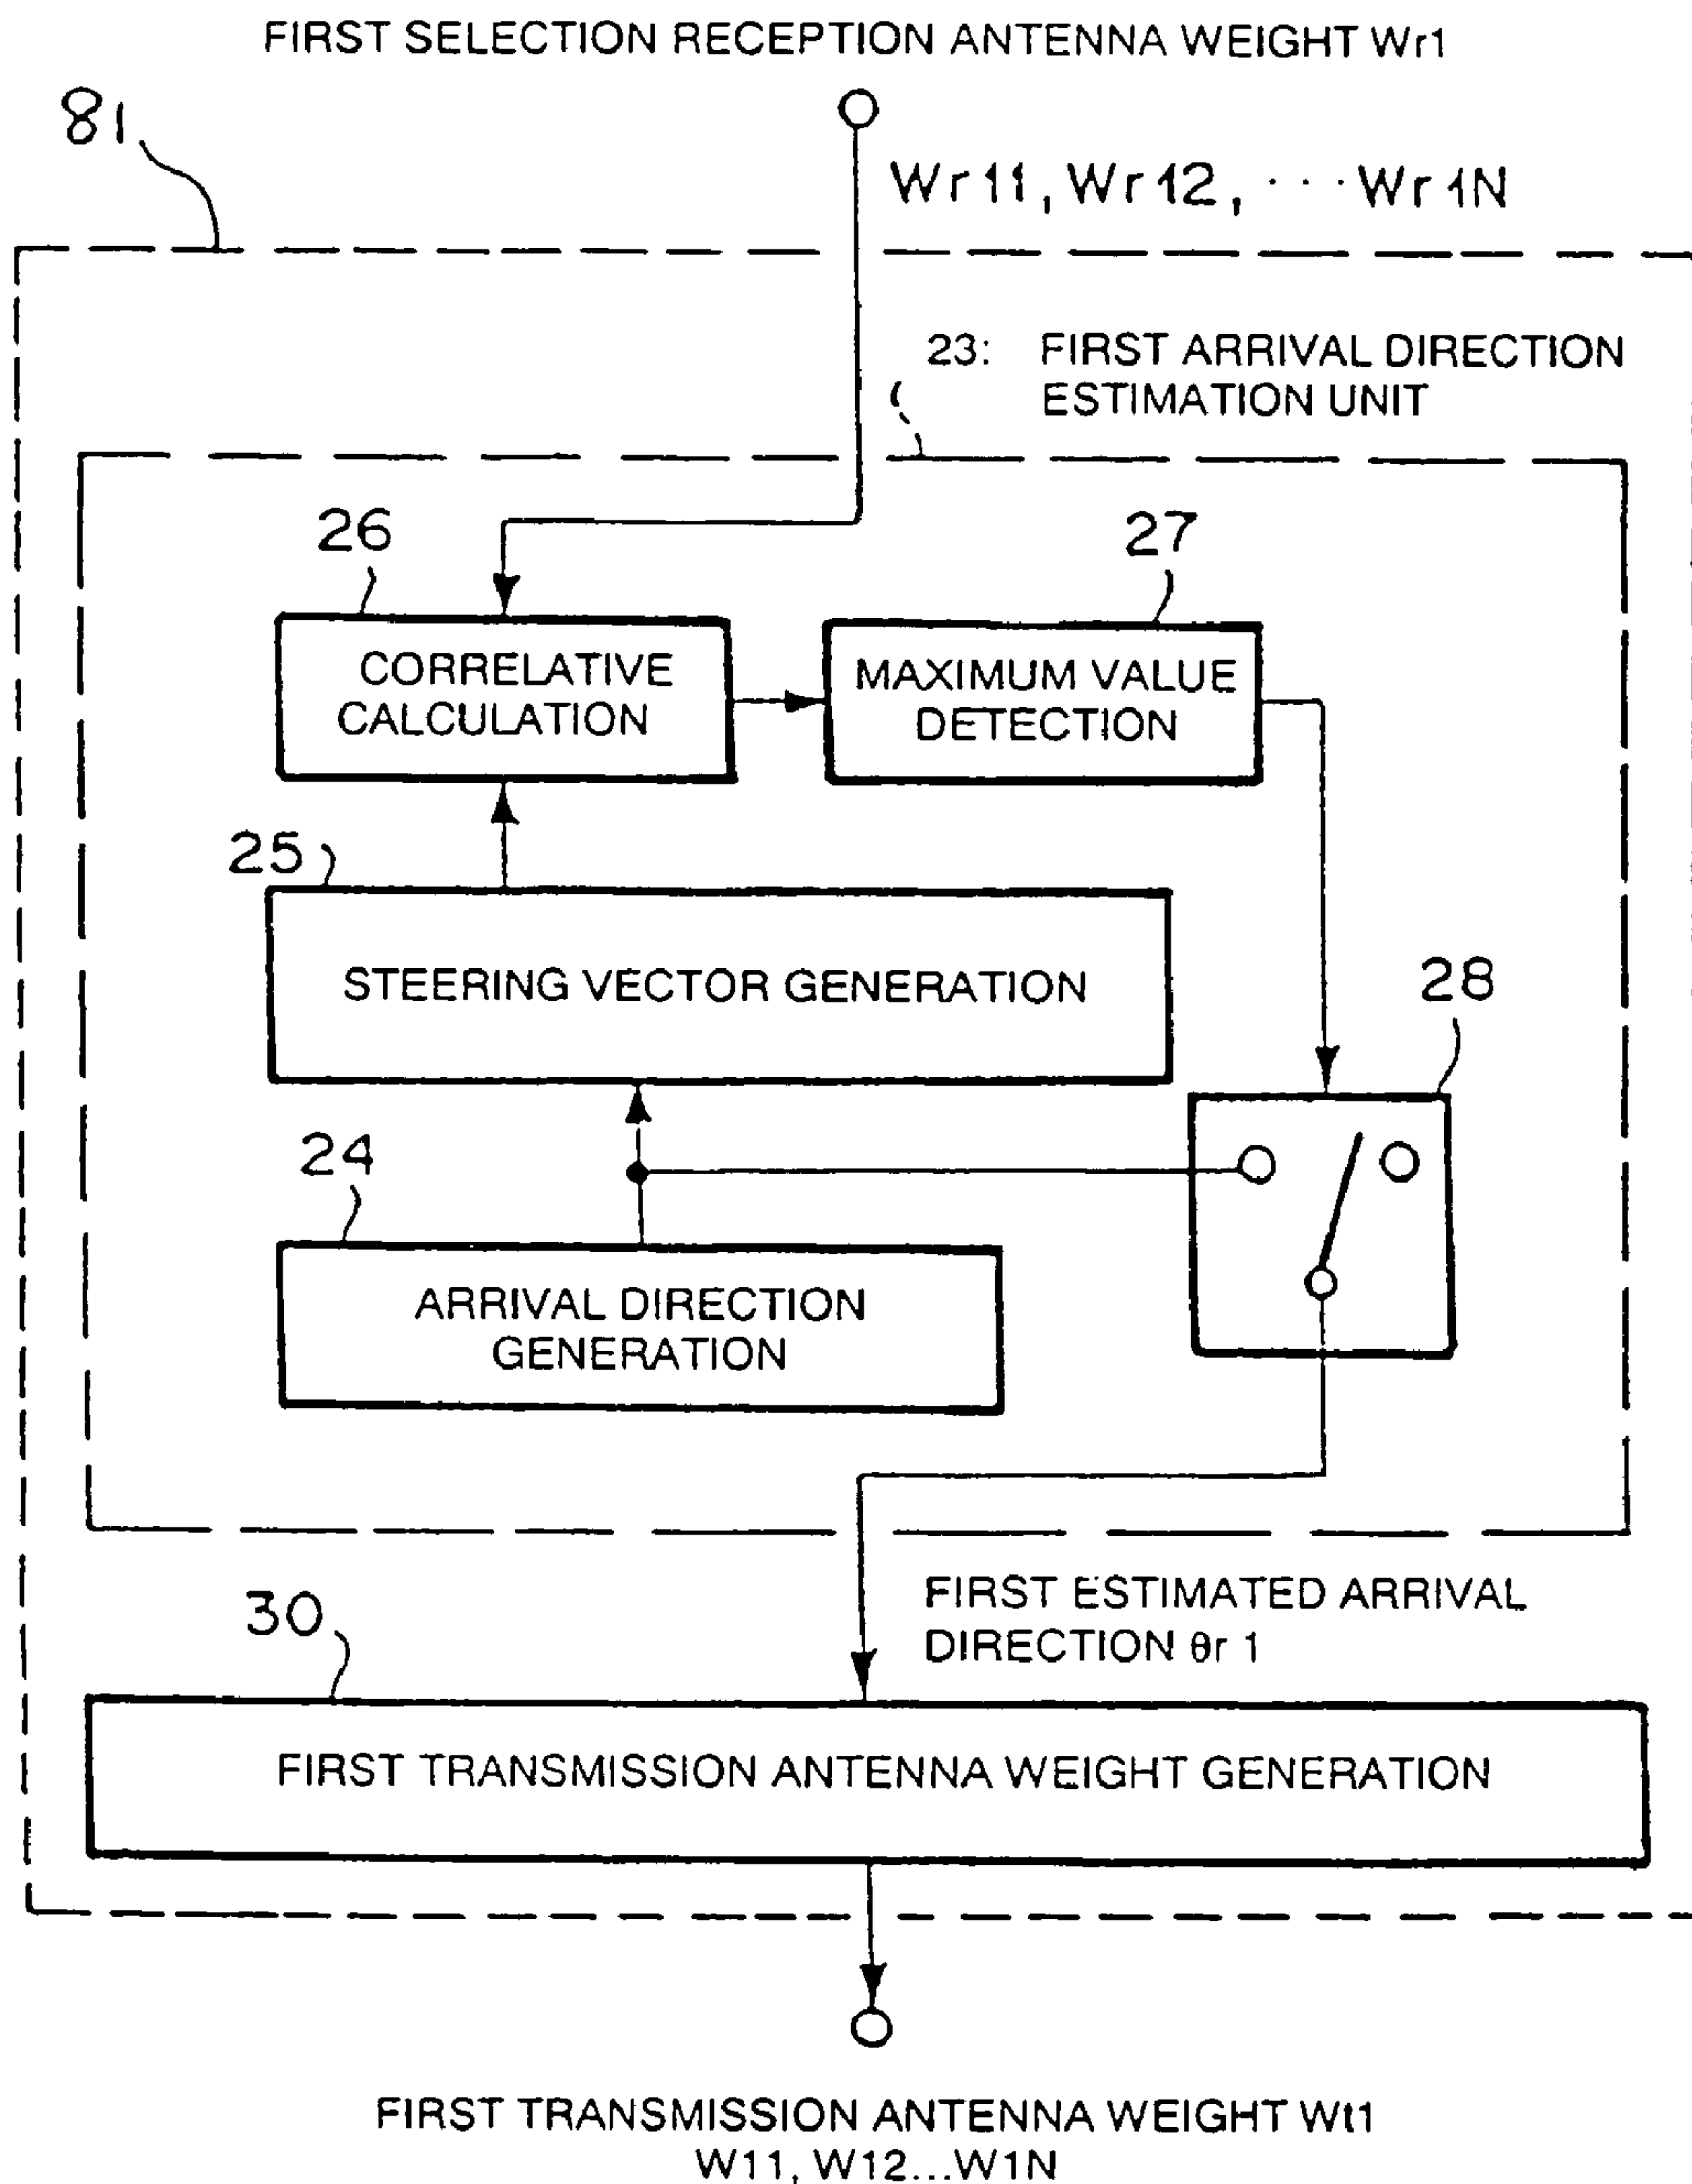 FIRST SELECTION RECEPTION ANTENNA WEIGHT Wr1
81
Wr11, Wr12, ···Wr1N
23: FIRST ARRIVAL DIRECTION
ESTIMATION UNIT
26
27
CORRELATIVE
CALCULATION
MAXIMUM VALUE
DETECTION
25
STEERING VECTOR GENERATION
28
24
ARRIVAL DIRECTION
GENERATION
FIRST ESTIMATED ARRIVAL
DIRECTION θr 1
30
FIRST TRANSMISSION ANTENNA WEIGHT GENERATION
FIRST TRANSMISSION ANTENNA WEIGHT Wt1
W11, W12...W1N